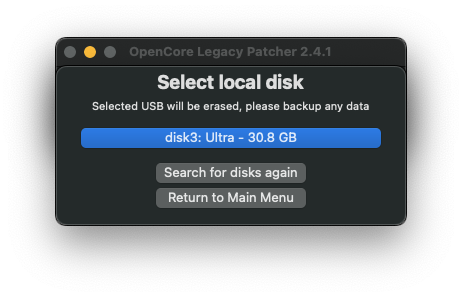 OpenCore Legacy Patcher 2.4.1
Select local disk
Selected USB will be erased, please backup any data
disk3: Ultra - 30.8 GB
Search for disks again
Return to Main Menu